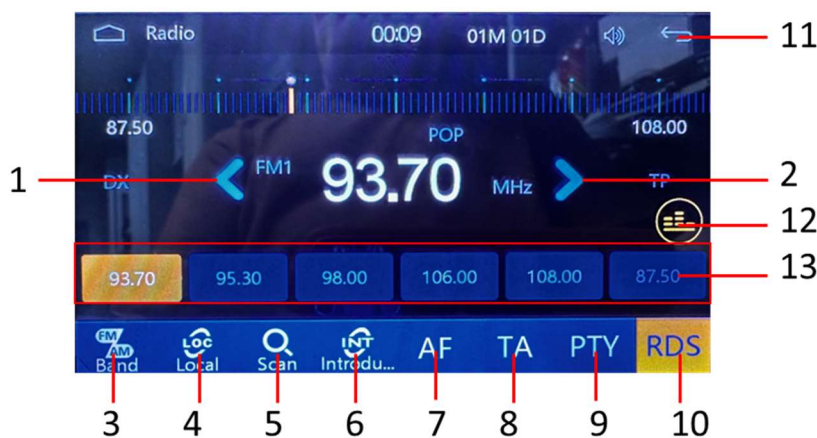 Radio 00:09 01M 01D 11
87.50 108.00
POP
1 DX FM1 93.70 MHz TP 2
12
93.70 95.30 98.00 106.00 108.00 87.50 13
FM AM LOC INT AF TA PTY RDS
Band Local Scan Introdu...
3 4 5 6 7 8 9 10